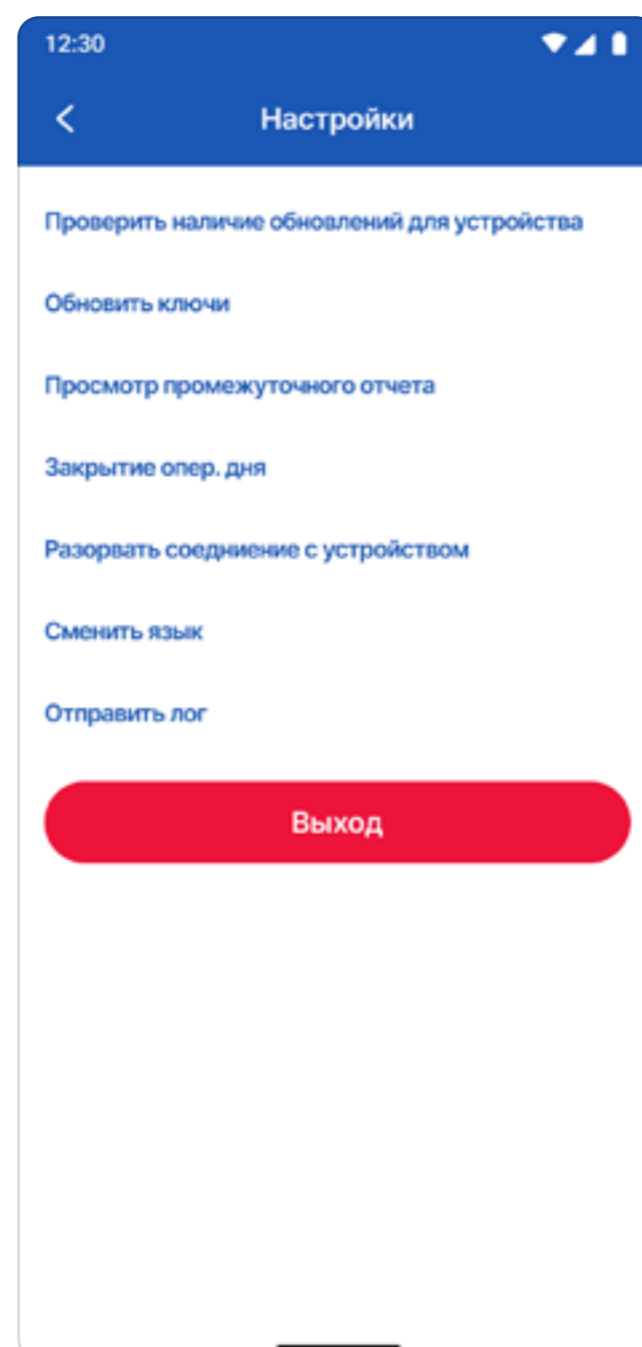 12:30
Настройки
Проверить наличие обновлений для устройства
Обновить ключи
Просмотр промежуточного отчета
Закрытие опер. дня
Разорвать соедниение с устройством
Сменить язык
Отправить лог
Выход